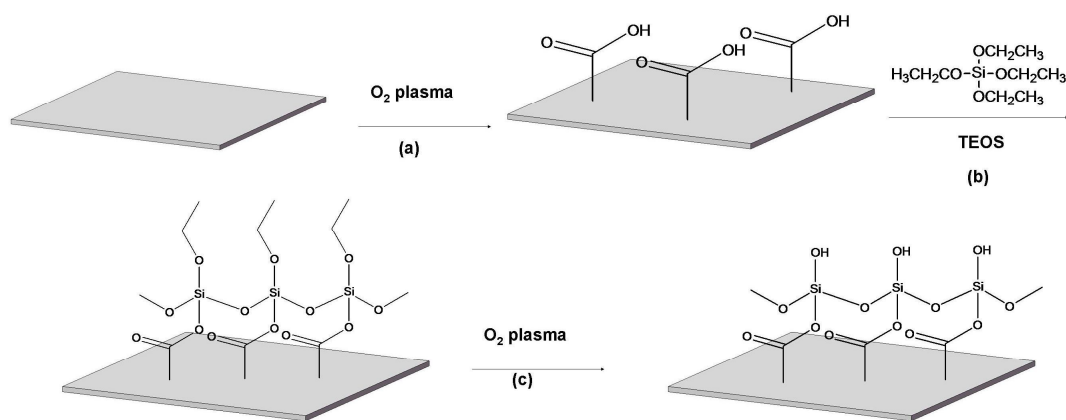 O₂ plasma
(a)
O
OH
O
OH
O
OH
OCH₂CH₃
H₃CH₂CO-Si-OCH₂CH₃
OCH₂CH₃
TEOS
(b)
O O O
Si Si Si
O O O O
O O O
O O O
O₂ plasma
(c)
OH OH OH
Si Si Si
O O O O
O O O
O O O